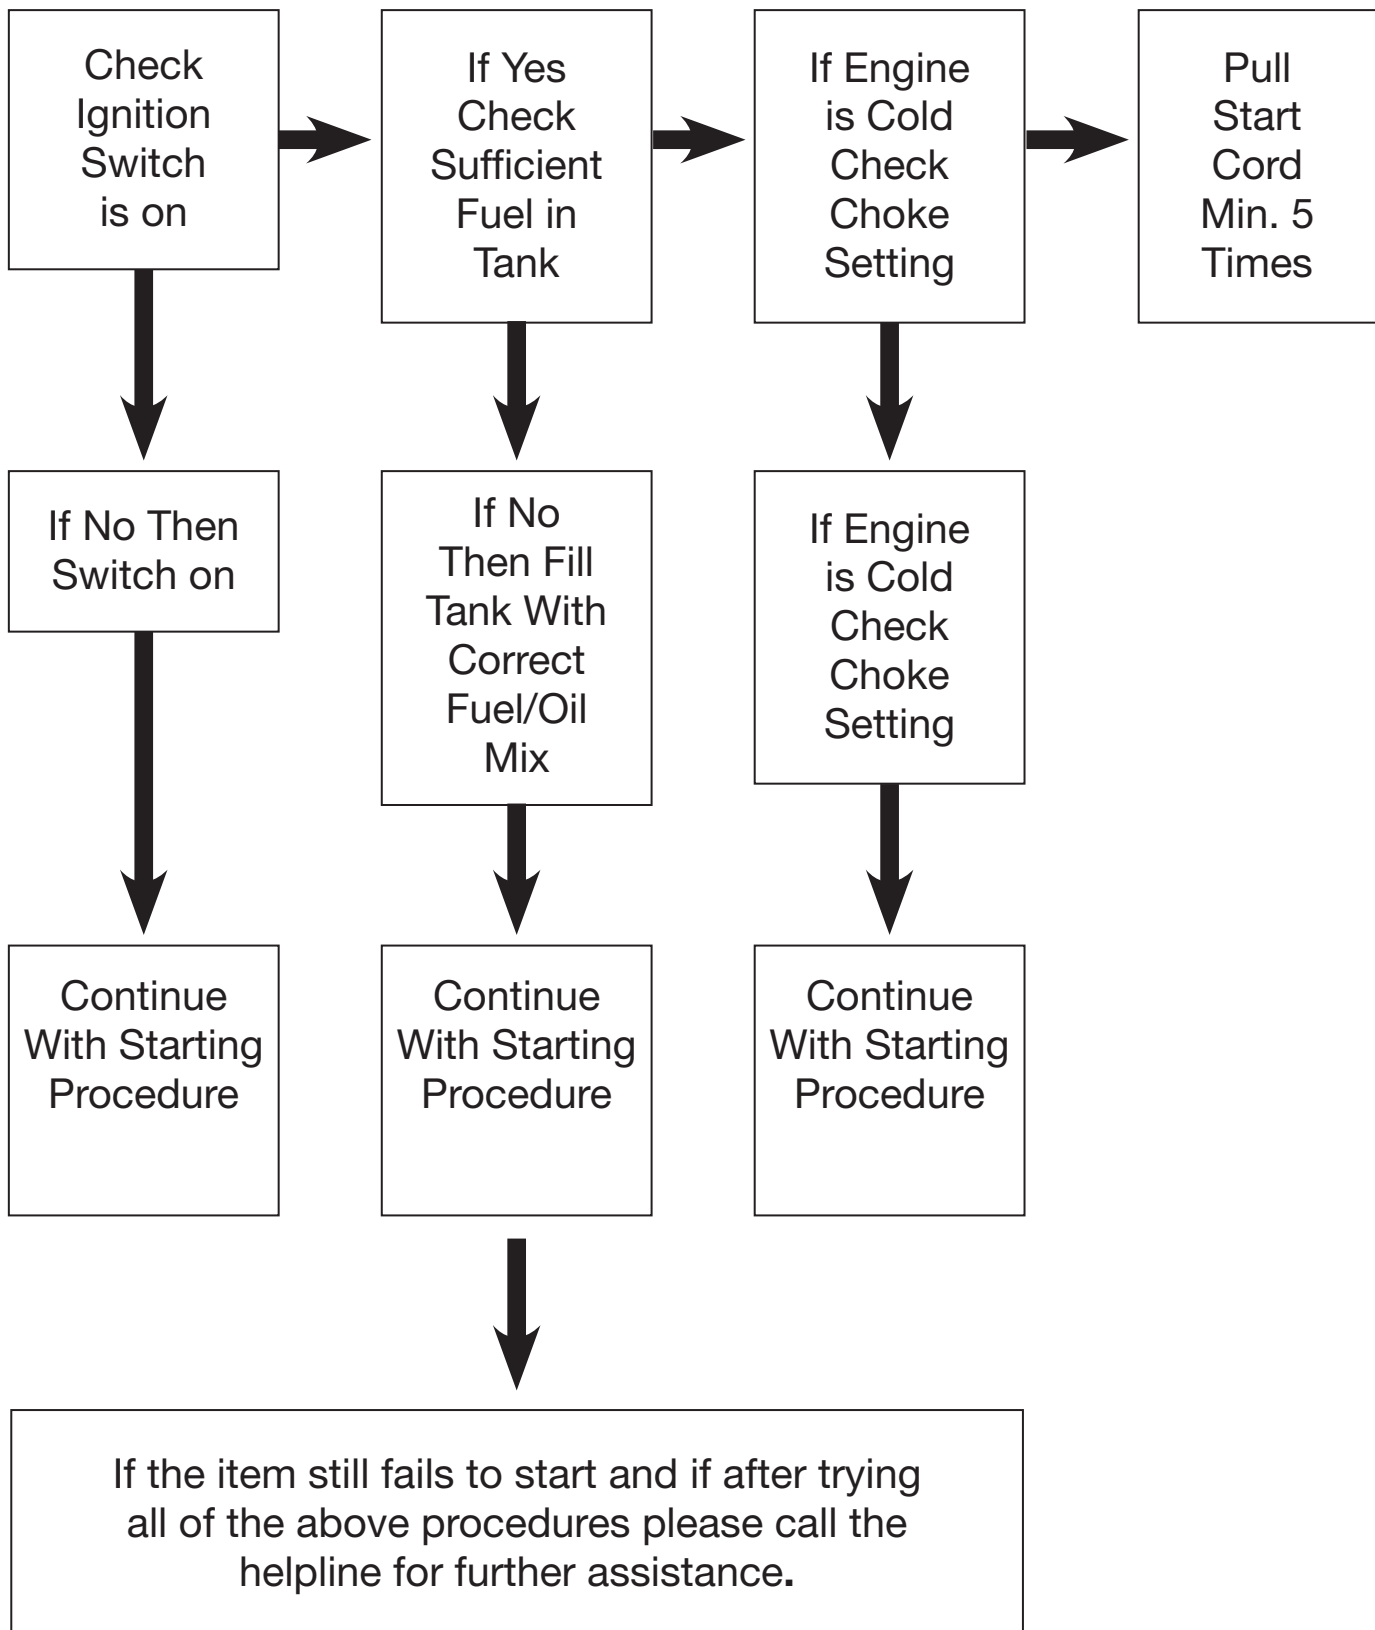 Check
Ignition
Switch
is on
If Yes
Check
Sufficient
Fuel in
Tank
If Engine
is Cold
Check
Choke
Setting
Pull
Start
Cord
Min. 5
Times
If No Then
Switch on
If No
Then Fill
Tank With
Correct
Fuel/Oil
Mix
If Engine
is Cold
Check
Choke
Setting
Continue
With Starting
Procedure
Continue
With Starting
Procedure
Continue
With Starting
Procedure
If the item still fails to start and if after trying
all of the above procedures please call the
helpline for further assistance.